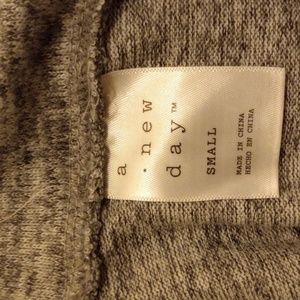 a
· new
day™
SMALL
MADE IN CHINA
HECHO EN CHINA